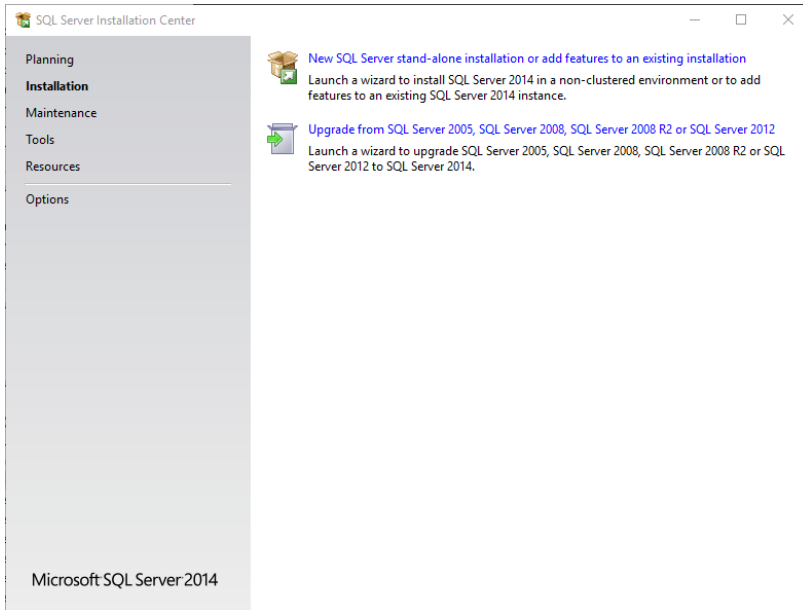 SQL Server Installation Center
Planning
Installation
Maintenance
Tools
Resources
Options
New SQL Server stand-alone installation or add features to an existing installation
Launch a wizard to install SQL Server 2014 in a non-clustered environment or to add
features to an existing SQL Server 2014 instance.
Upgrade from SQL Server 2005, SQL Server 2008, SQL Server 2008 R2 or SQL Server 2012
Launch a wizard to upgrade SQL Server 2005, SQL Server 2008, SQL Server 2008 R2 or SQL
Server 2012 to SQL Server 2014.
Microsoft SQL Server 2014